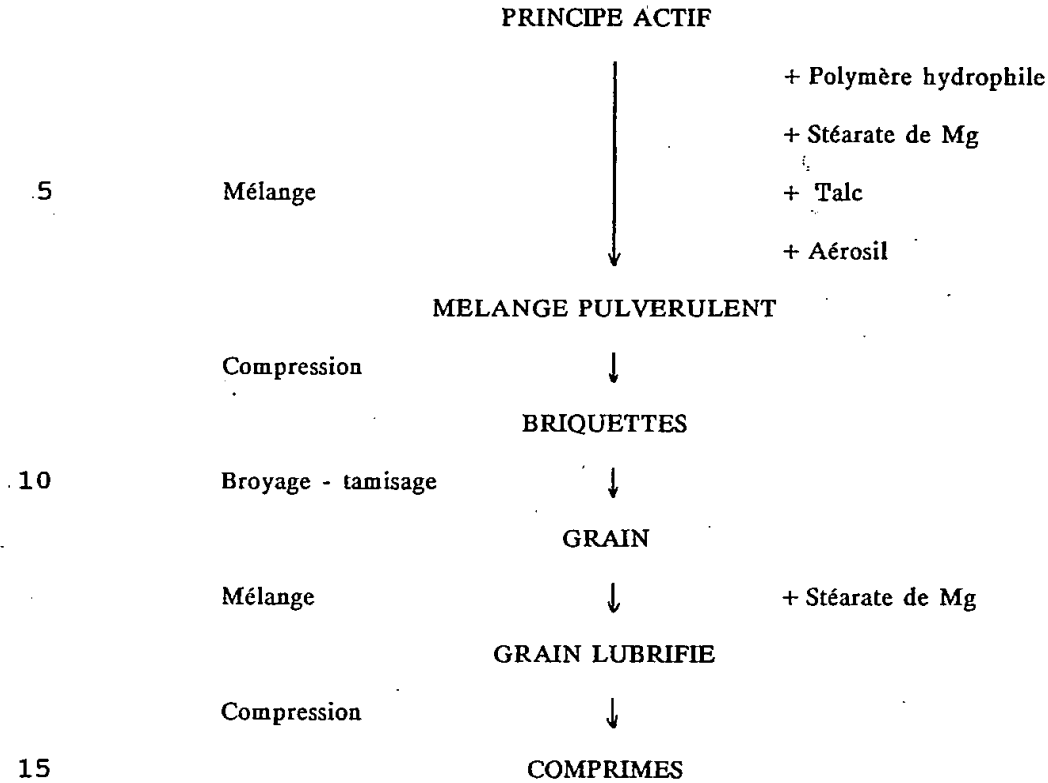 PRINCIPE ACTIF
+ Polymère hydrophile
+ Stéarate de Mg
5 Mélange + Talc
+ Aérosil
MELANGE PULVERULENT
Compression
BRIQUETTES
10 Broyage - tamisage
GRAIN
Mélange + Stéarate de Mg
GRAIN LUBRIFIE
Compression
15 COMPRIMES